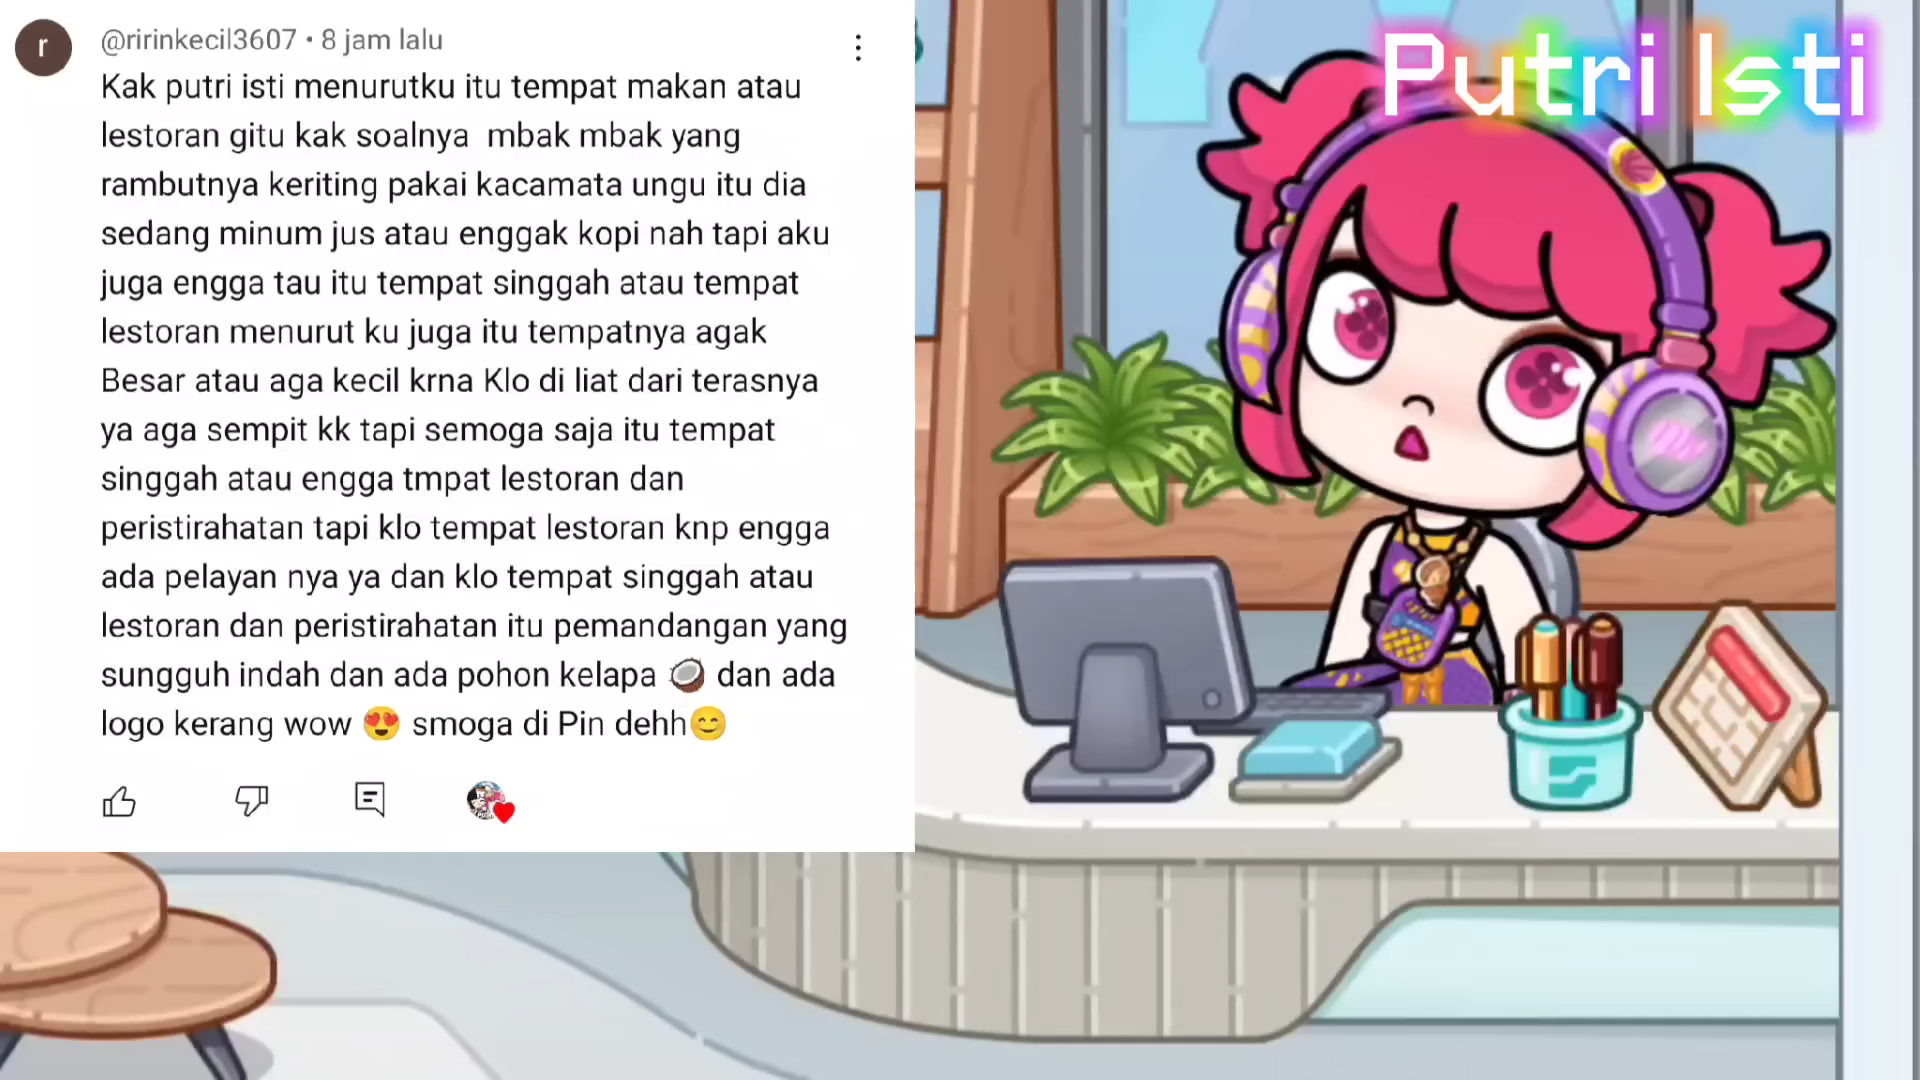 r
@ririnkecil3607 • 8 jam lalu
Kak putri isti menurutku itu tempat makan atau
lestoran gitu kak soalnya  mbak mbak yang
rambutnya keriting pakai kacamata ungu itu dia
sedang minum jus atau enggak kopi nah tapi aku
juga engga tau itu tempat singgah atau tempat
lestoran menurut ku juga itu tempatnya agak
Besar atau aga kecil krna Klo di liat dari terasnya
ya aga sempit kk tapi semoga saja itu tempat
singgah atau engga tmpat lestoran dan
peristirahatan tapi klo tempat lestoran knp engga
ada pelayan nya ya dan klo tempat singgah atau
lestoran dan peristirahatan itu pemandangan yang
sungguh indah dan ada pohon kelapa 🥥 dan ada
logo kerang wow 😍 smoga di Pin dehh😊
Putri Isti